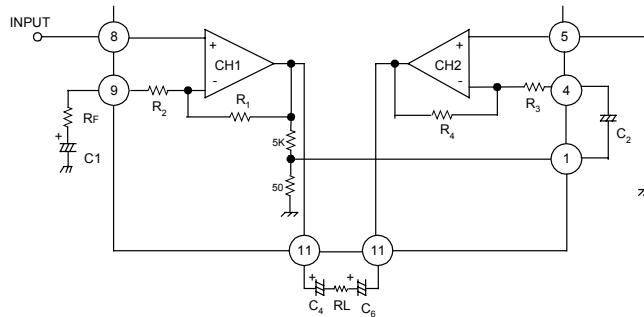 INPUT
8
+
-
CH1
+
-
CH2
5
9
R2
R1
R4
R3
4
RF
+
C1
5K
50
C2
1
11
11
+
C4
RL
+
C6